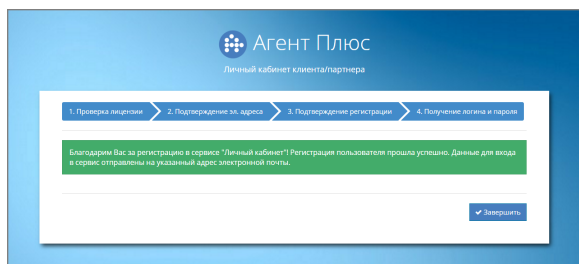 Агент Плюс
Личный кабинет клиента/партнера
1. Проверка лицензии
2. Подтверждение эл. адреса
3. Подтверждение регистрации
4. Получение логина и пароля
Благодарим Вас за регистрацию в сервисе "Личный кабинет"! Регистрация пользователя прошла успешно. Данные для входа
в сервис отправлены на указанный адрес электронной почты.
Завершить